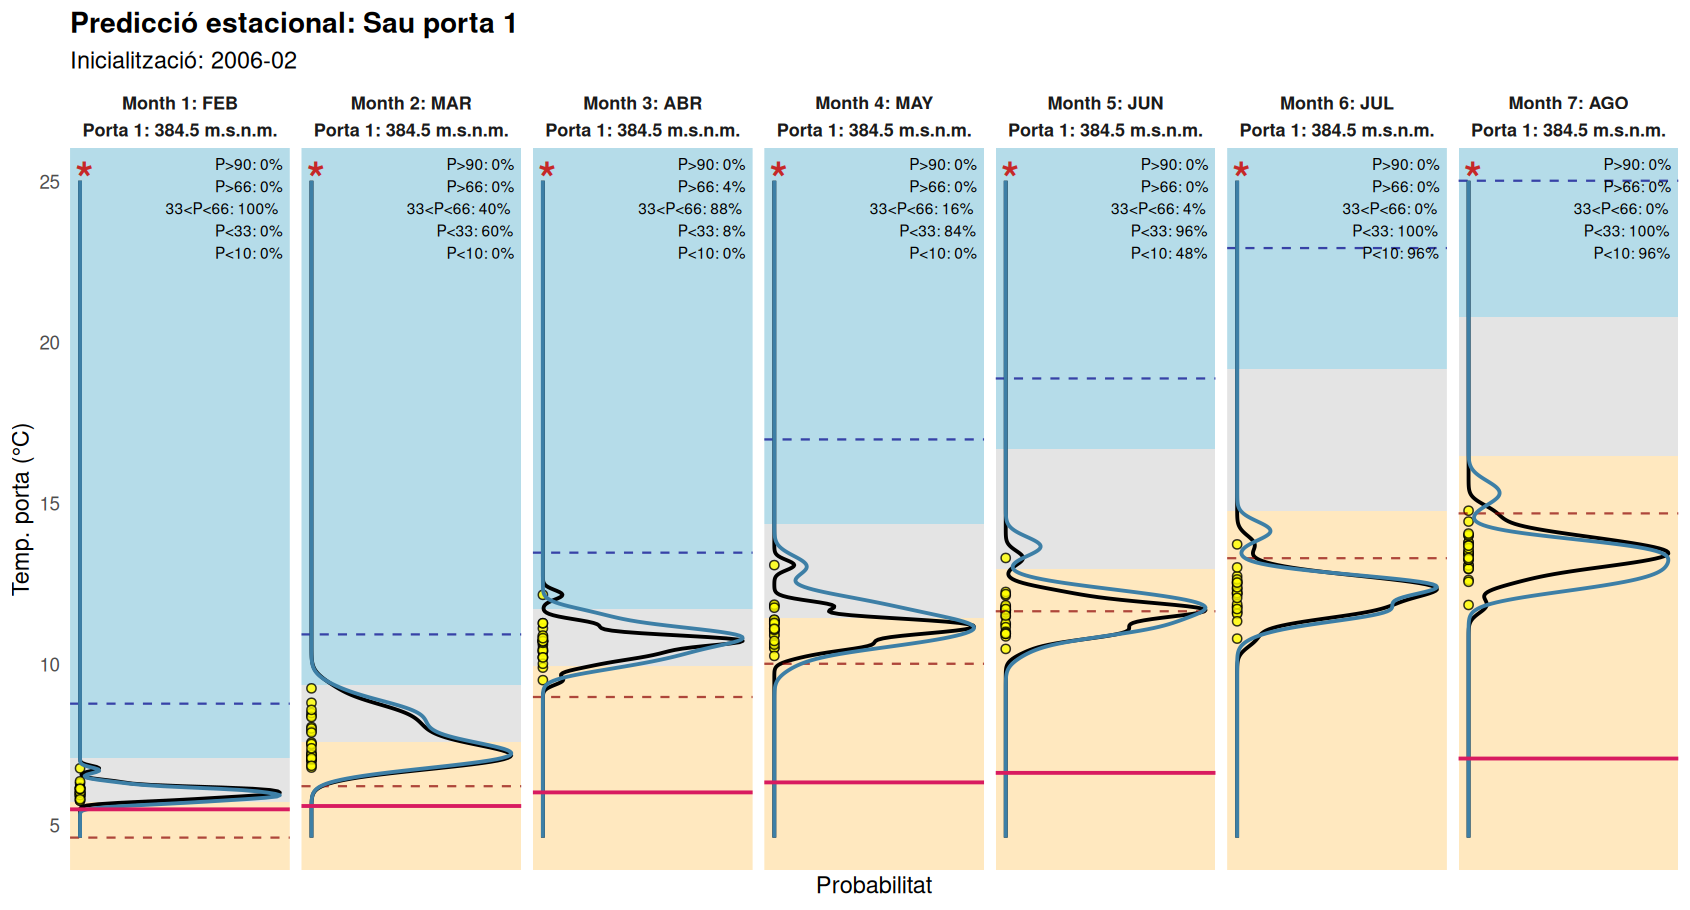 Predicció estacional: Sau porta 1
Inicialització: 2006-02
Month 1: FEB
Porta 1: 384.5 m.s.n.m.
Month 2: MAR
Porta 1: 384.5 m.s.n.m.
Month 3: ABR
Porta 1: 384.5 m.s.n.m.
Month 4: MAY
Porta 1: 384.5 m.s.n.m.
Month 5: JUN
Porta 1: 384.5 m.s.n.m.
Month 6: JUL
Porta 1: 384.5 m.s.n.m.
Month 7: AGO
Porta 1: 384.5 m.s.n.m.
*
P>90: 0%
P>66: 0%
33<P<66: 100%
P<33: 0%
P<10: 0%
*
P>90: 0%
P>66: 0%
33<P<66: 40%
P<33: 60%
P<10: 0%
*
P>90: 0%
P>66: 4%
33<P<66: 88%
P<33: 8%
P<10: 0%
*
P>90: 0%
P>66: 0%
33<P<66: 16%
P<33: 84%
P<10: 0%
*
P>90: 0%
P>66: 0%
33<P<66: 4%
P<33: 96%
P<10: 48%
*
P>90: 0%
P>66: 0%
33<P<66: 0%
P<33: 100%
P<10: 96%
*
P>90: 0%
P>66: 0%
33<P<66: 0%
P<33: 100%
P<10: 96%
25
20
15
10
5
Temp. porta (°C)
Probabilitat